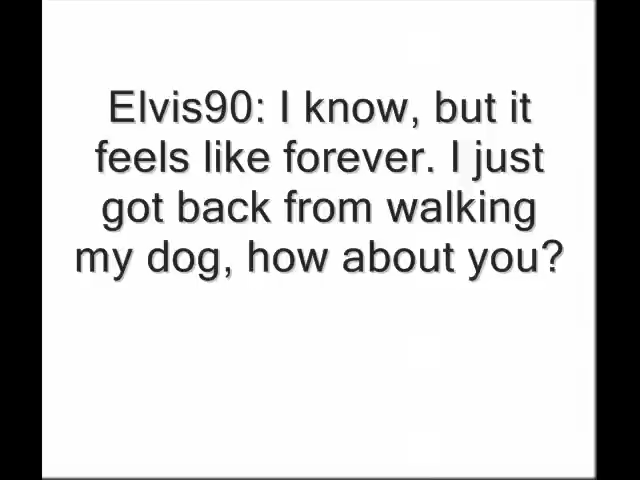 Elvis90: I know, but it
feels like forever. I just
got back from walking
my dog, how about you?